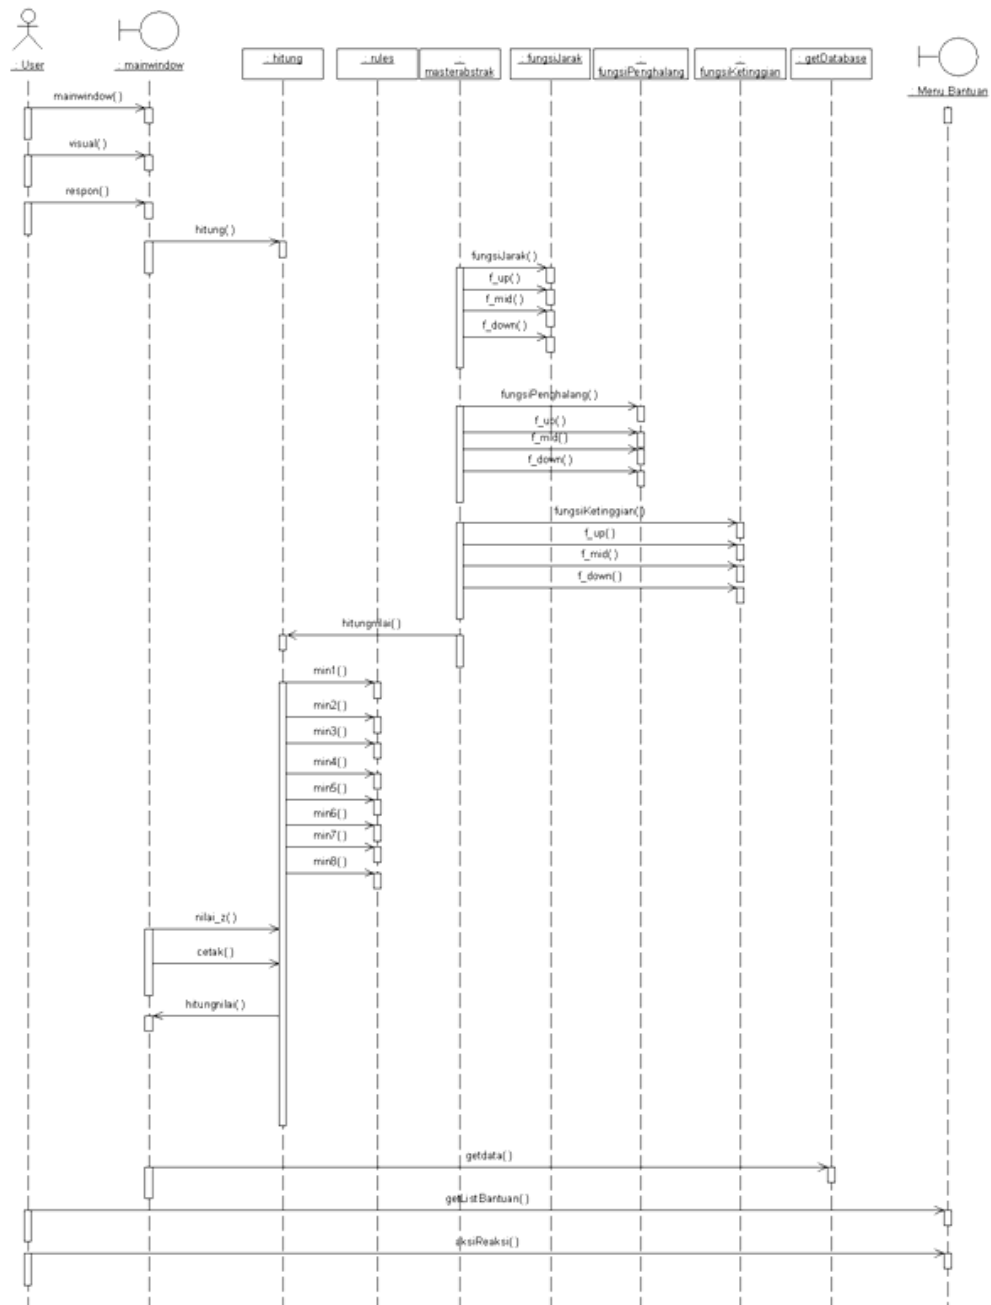 : User
: mainwindow
: hitung
: rules
:
masterabstrak
: fungsiJarak
:
fungsiPenghalang
:
fungsiKetinggian
: getDatabase
: Menu Bantuan
mainwindow( )
visual( )
respon( )
hitung( )
fungsiJarak( )
f_up( )
f_mid( )
f_down( )
fungsiPenghalang( )
f_up( )
f_mid( )
f_down( )
fungsiKetinggian( )
f_up( )
f_mid( )
f_down( )
hitungnilai( )
min1( )
min2( )
min3( )
min4( )
min5( )
min6( )
min7( )
min8( )
nilai_z( )
cetak( )
hitungnilai( )
getdata( )
getListBantuan( )
aksiReaksi( )